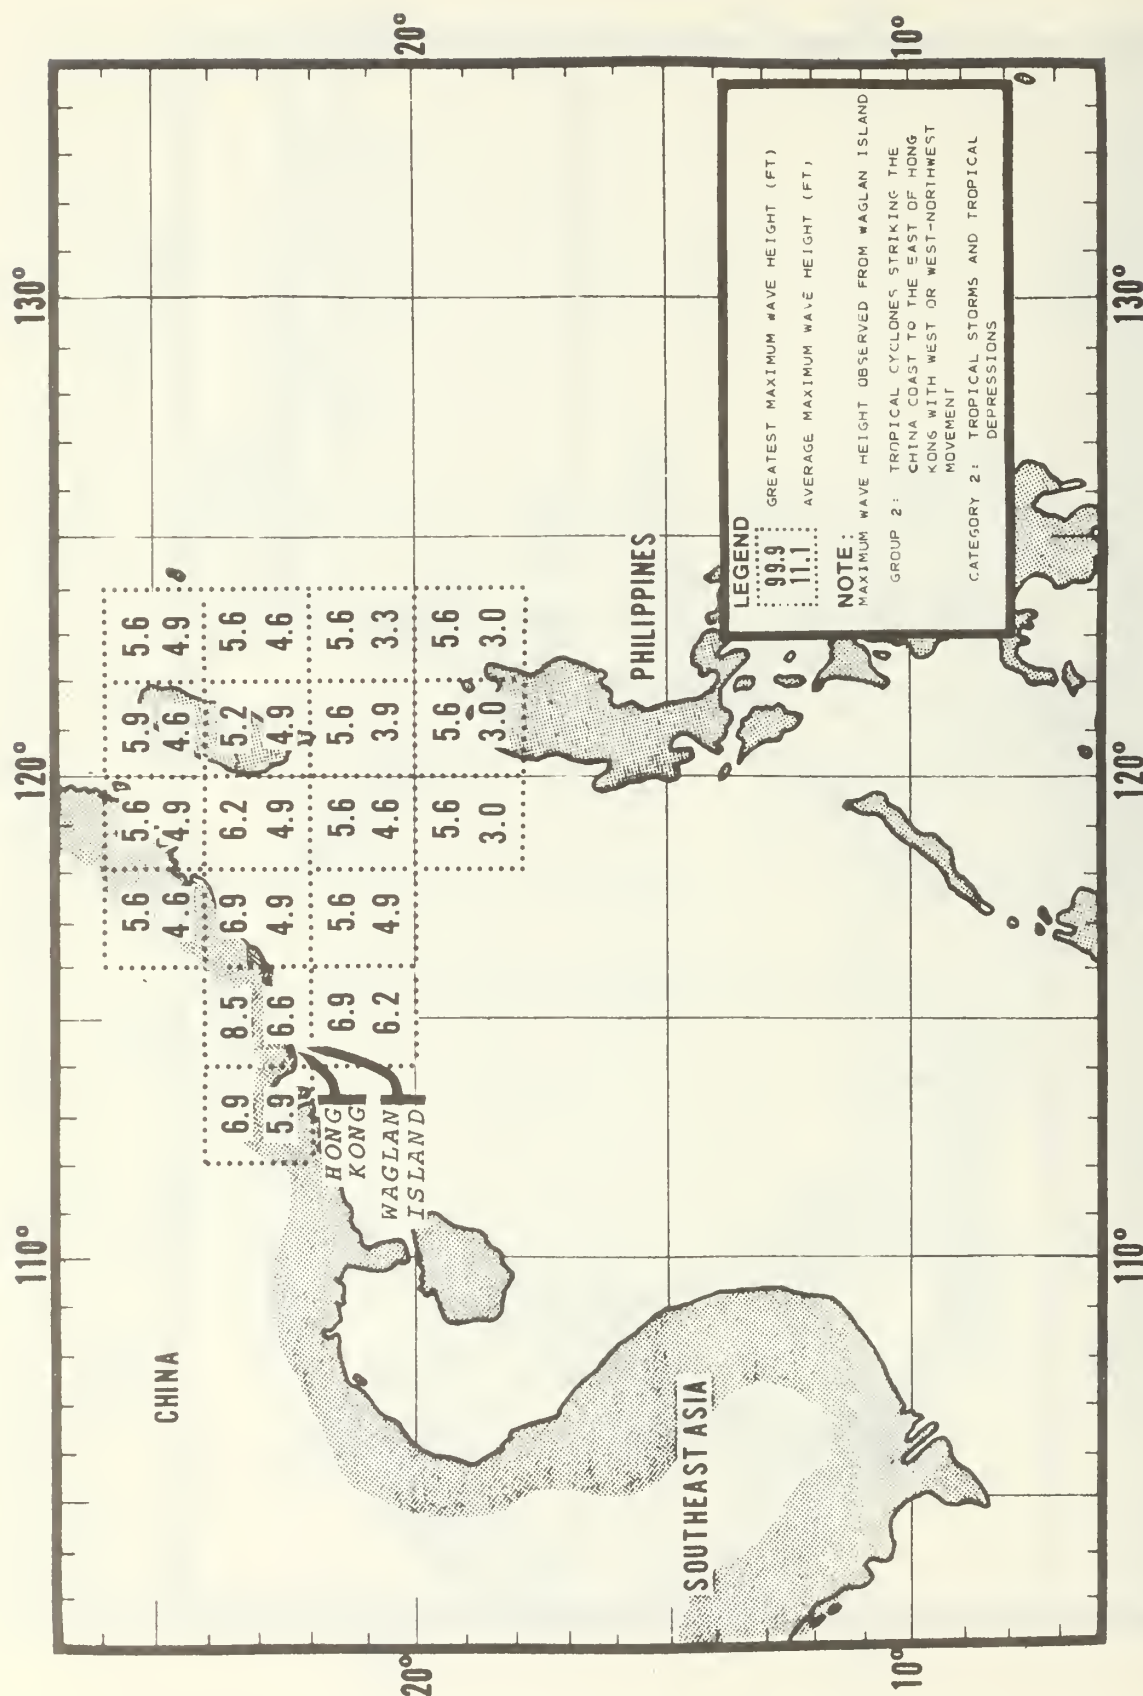 110°
120°
130°
20°
10°
20°
10°
110°
120°
130°
CHINA
SOUTHEAST ASIA
PHILIPPINES
HONG
KONG
WAGLAN
ISLAND
5.6 5.6 5.9 5.6
4.6 4.9 4.6 4.9
6.9 8.5 6.9 6.2 5.2 5.6
5.9 6.6 4.9 4.9 4.9 4.6
6.9 5.6 5.6 5.6 5.6
6.2 4.9 4.6 3.9 3.3
5.6 5.6 5.6
3.0 3.0 3.0
LEGEND
99.9 GREATEST MAXIMUM WAVE HEIGHT (FT)
11.1 AVERAGE MAXIMUM WAVE HEIGHT (FT,
NOTE:
MAXIMUM WAVE HEIGHT OBSERVED FROM WAGLAN ISLAND
GROUP 2: TROPICAL CYCLONES STRIKING THE
CHINA COAST TO THE EAST OF HONG
KONG WITH WEST OR WEST-NORTHWEST
MOVEMENT
CATEGORY 2: TROPICAL STORMS AND TROPICAL
DEPRESSIONS